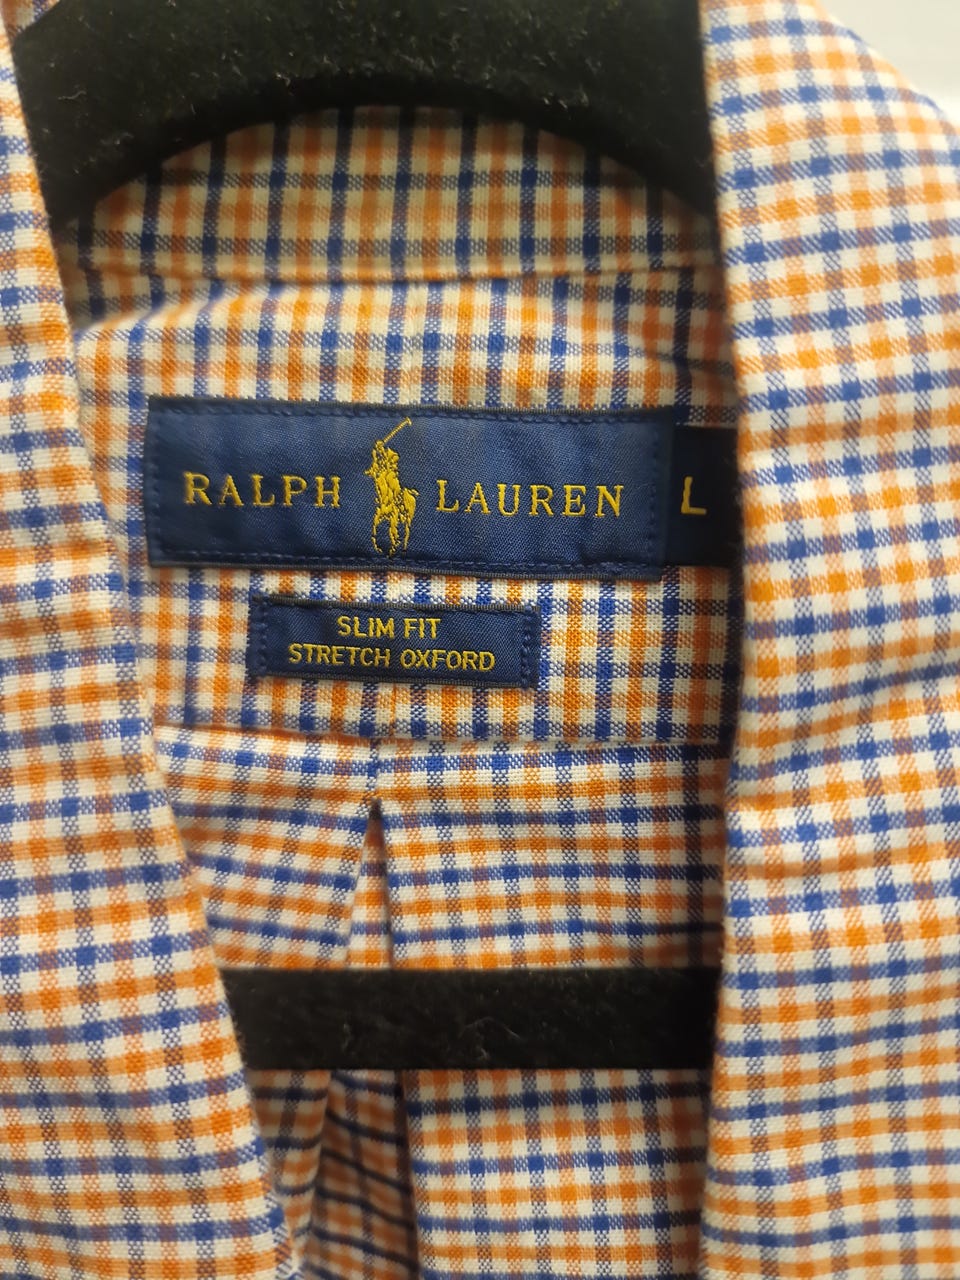 RALPH LAUREN L
SLIM FIT
STRETCH OXFORD